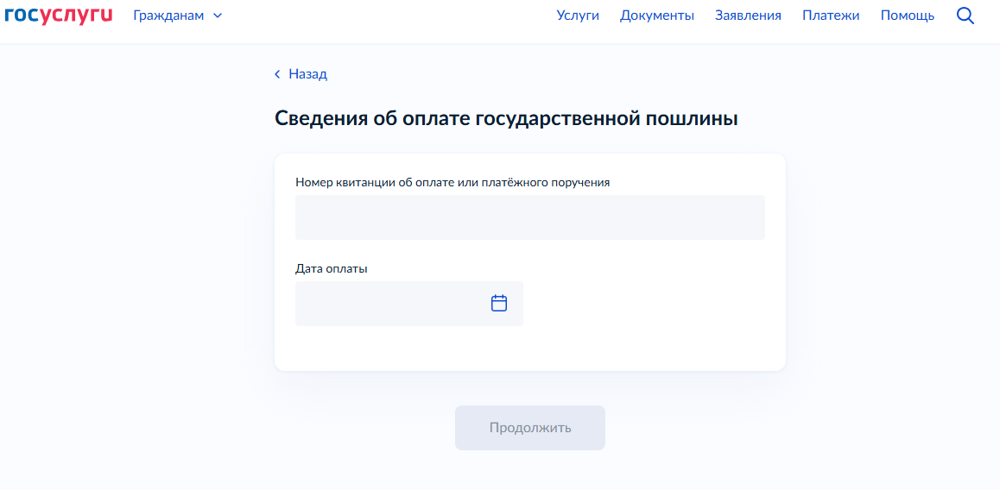 госуслуги Гражданам Услуги Документы Заявления Платежи Помощь
Назад
Сведения об оплате государственной пошлины
Номер квитанции об оплате или платёжного поручения
Дата оплаты
Продолжить